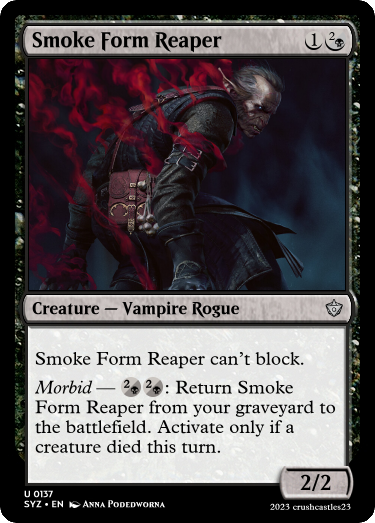 Smoke Form Reaper 1 2
Creature — Vampire Rogue
Smoke Form Reaper can't block.
Morbid — 2 2: Return Smoke
Form Reaper from your graveyard to
the battlefield. Activate only if a
creature died this turn.
2/2
U 0137
SYZ • EN Anna Podedworna
2023 crushcastles23